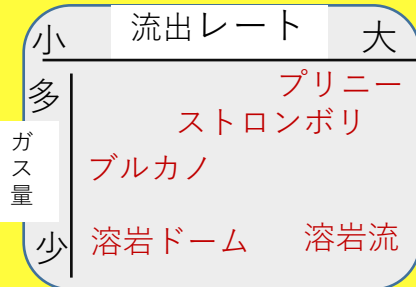 小 流出レート 大
多
プリニー
ストロンボリ
ガス量
ブルカノ
少 溶岩ドーム 溶岩流